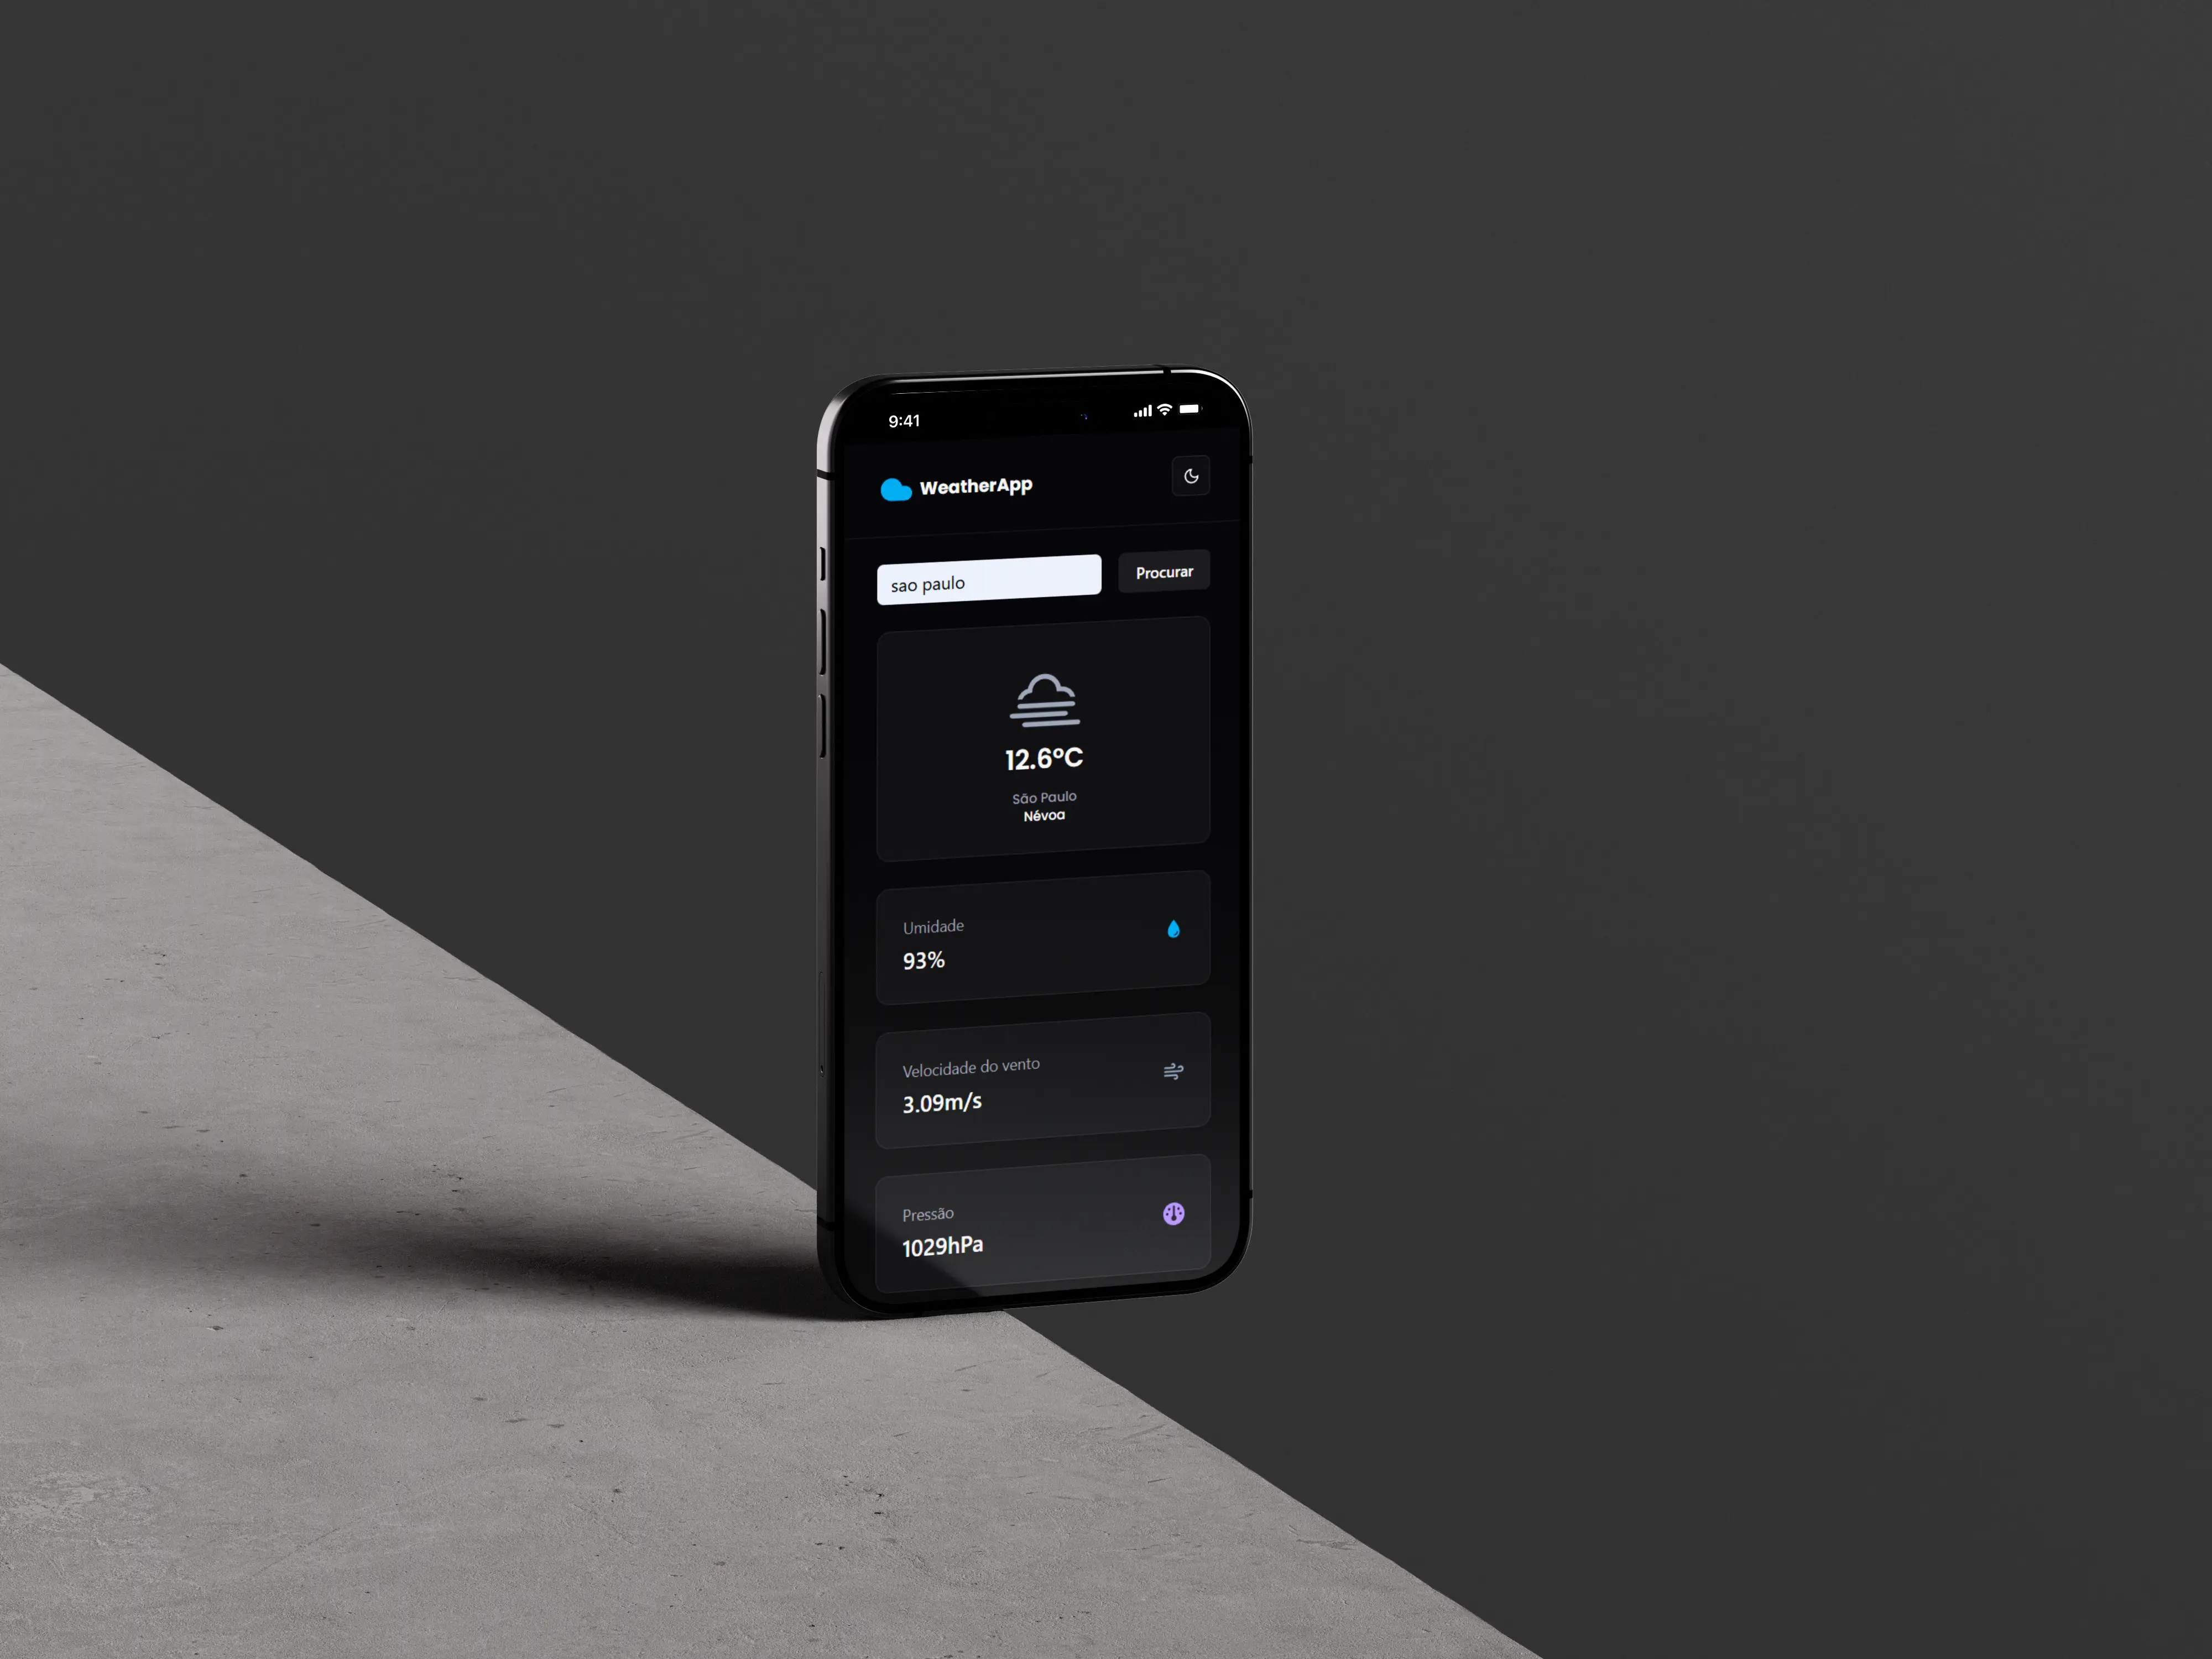 9:41
WeatherApp
sao paulo
Procurar
12.6°C
São Paulo
Névoa
Umidade
93%
Velocidade do vento
3.09m/s
Pressão
1029hPa